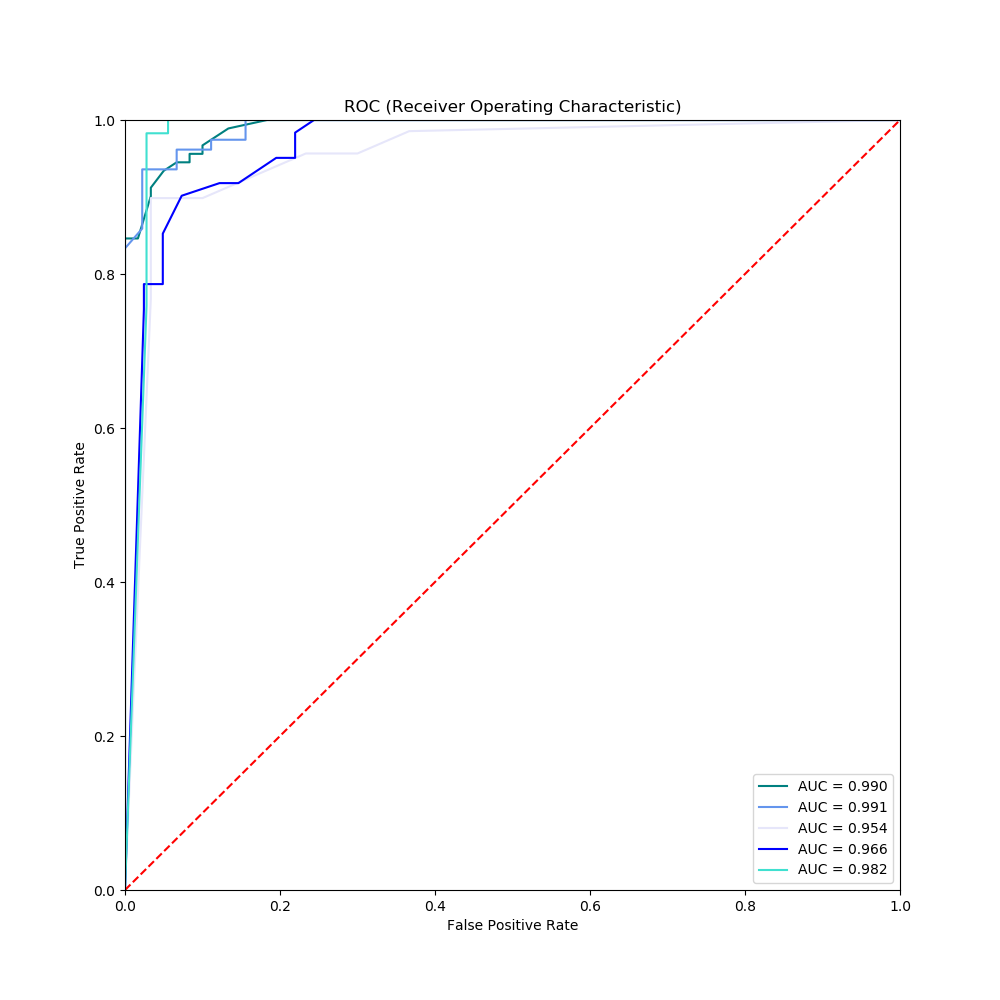 ROC (Receiver Operating Characteristic)
1.0
0.8
0.6
0.4
0.2
0.0
True Positive Rate
0.0 0.2 0.4 0.6 0.8 1.0
False Positive Rate
AUC = 0.990
AUC = 0.991
AUC = 0.954
AUC = 0.966
AUC = 0.982